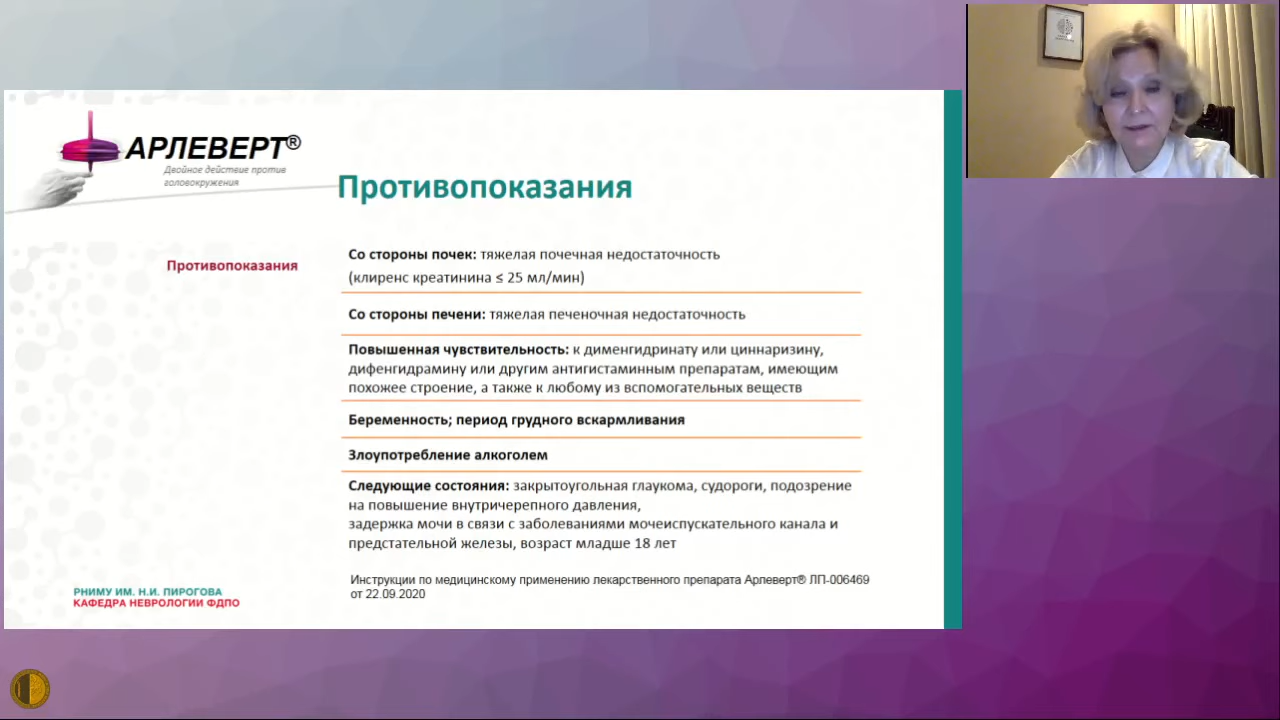 АРЛЕВЕРТ®
Двойное действие против
головокружения
Противопоказания
Противопоказания
Со стороны почек: тяжелая почечная недостаточность
(клиренс креатинина ≤ 25 мл/мин)
Со стороны печени: тяжелая печеночная недостаточность
Повышенная чувствительность: к дименгидринату или циннаризину,
дифенгидрамину или другим антигистаминным препаратам, имеющим
похожее строение, а также к любому из вспомогательных веществ
Беременность; период грудного вскармливания
Злоупотребление алкоголем
Следующие состояния: закрытоугольная глаукома, судороги, подозрение
на повышение внутричерепного давления,
задержка мочи в связи с заболеваниями мочеиспускательного канала и
предстательной железы, возраст младше 18 лет
Инструкции по медицинскому применению лекарственного препарата Арлеверт® ЛП-006469
от 22.09.2020
РНИМУ ИМ. Н.И. ПИРОГОВА
КАФЕДРА НЕВРОЛОГИИ ФДПО